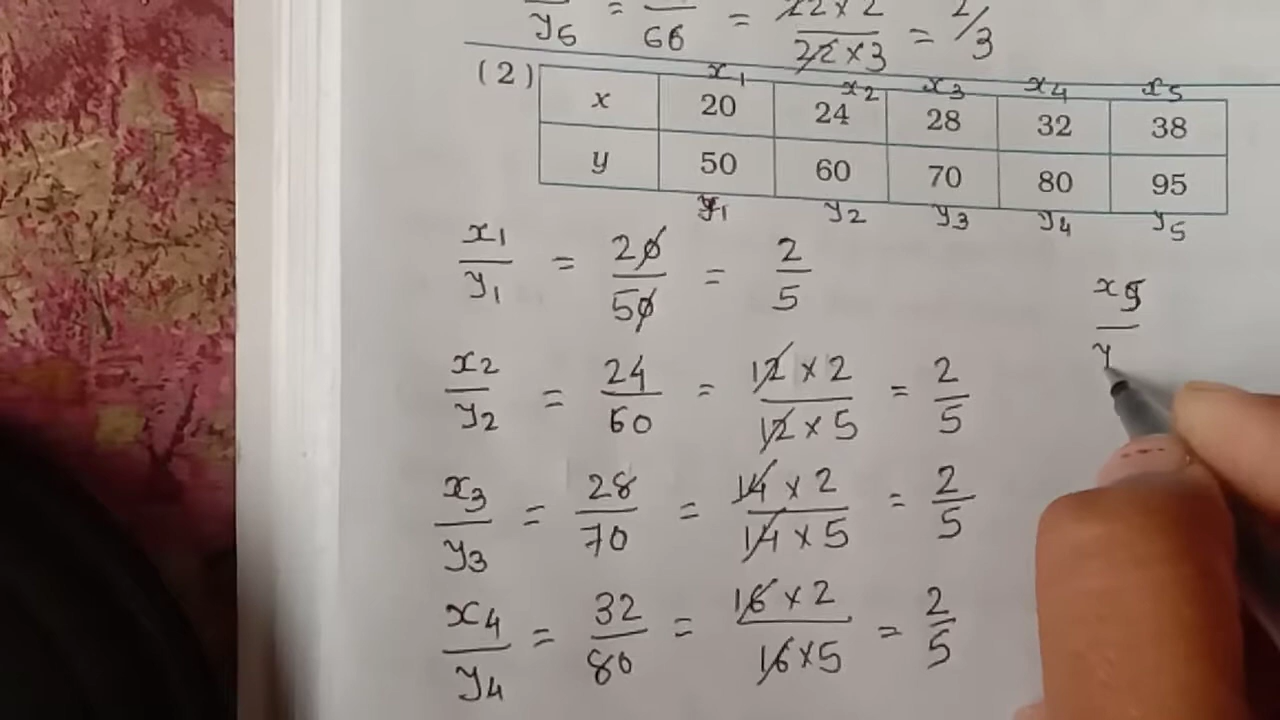 y6 = 66 = 22 x 2 / 22 x 3 = 2/3
(2) x1 x2 x3 x4 x5
x 20 24 28 32 38
y 50 60 70 80 95
y1 y2 y3 y4 y5
x1/y1 = 20/50 = 2/5
x5/y
x2/y2 = 24/60 = 12 x 2 / 12 x 5 = 2/5
x3/y3 = 28/70 = 14 x 2 / 14 x 5 = 2/5
x4/y4 = 32/80 = 16 x 2 / 16 x 5 = 2/5